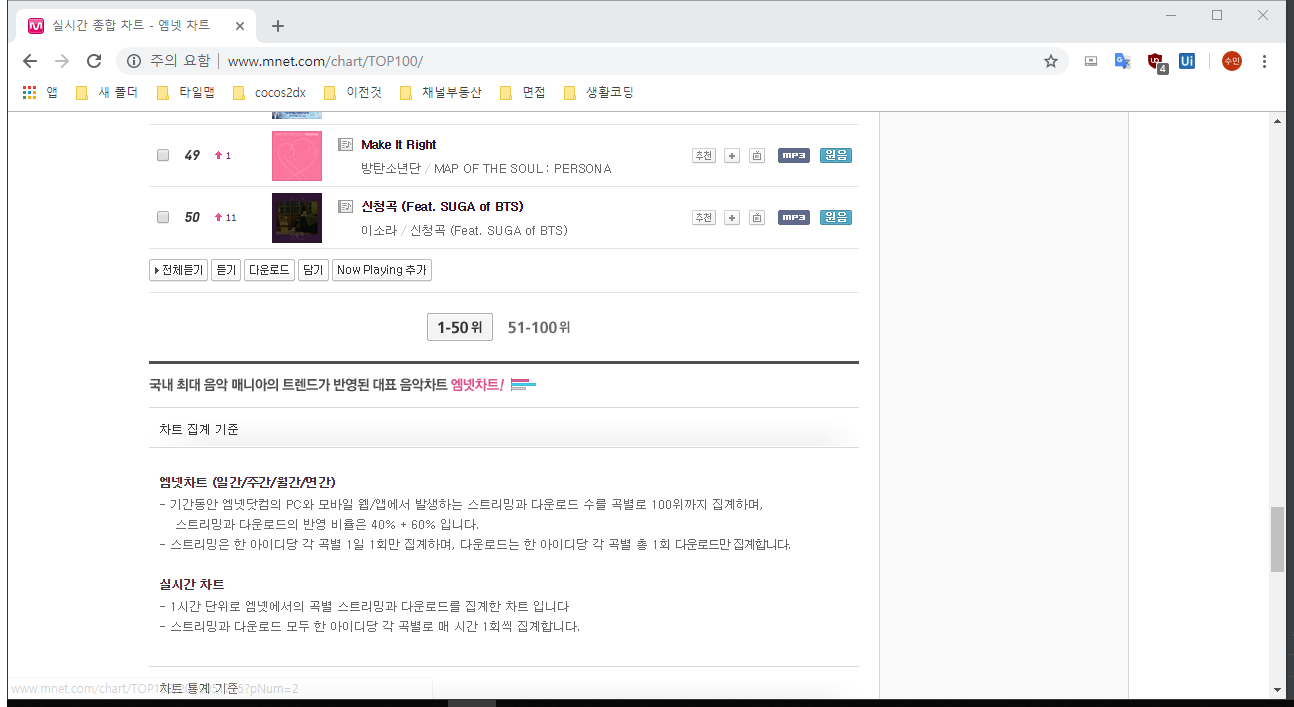 실시간 종합 차트 - 엠넷 차트
주의 요함 www.mnet.com/chart/TOP100/
4 Ui 수민
앱 새 폴더 타일맵 cocos2dx 이전것 채널부동산 면접 생활코딩
49 1 Make It Right 추천 + mp3 원음
방탄소년단 / MAP OF THE SOUL : PERSONA
50 11 신청곡 (Feat. SUGA of BTS) 추천 + mp3 원음
이소라 / 신청곡 (Feat. SUGA of BTS)
전체듣기 듣기 다운로드 담기 Now Playing 추가
1-50위 51-100위
국내 최대 음악 매니아의 트렌드가 반영된 대표 음악차트 엠넷차트!
차트 집계 기준
엠넷차트 (일간/주간/월간/연간)
- 기간동안 엠넷닷컴의 PC와 모바일 웹/앱에서 발생하는 스트리밍과 다운로드 수를 곡별로 100위까지 집계하며,
스트리밍과 다운로드의 반영 비율은 40% + 60% 입니다.
- 스트리밍은 한 아이디당 각 곡별 1일 1회만 집계하며, 다운로드는 한 아이디당 각 곡별 총 1회 다운로드만 집계합니다.
실시간 차트
- 1시간 단위로 엠넷에서의 곡별 스트리밍과 다운로드를 집계한 차트 입니다
- 스트리밍과 다운로드 모두 한 아이디당 각 곡별로 매 시간 1회씩 집계합니다.
차트 통계 기준